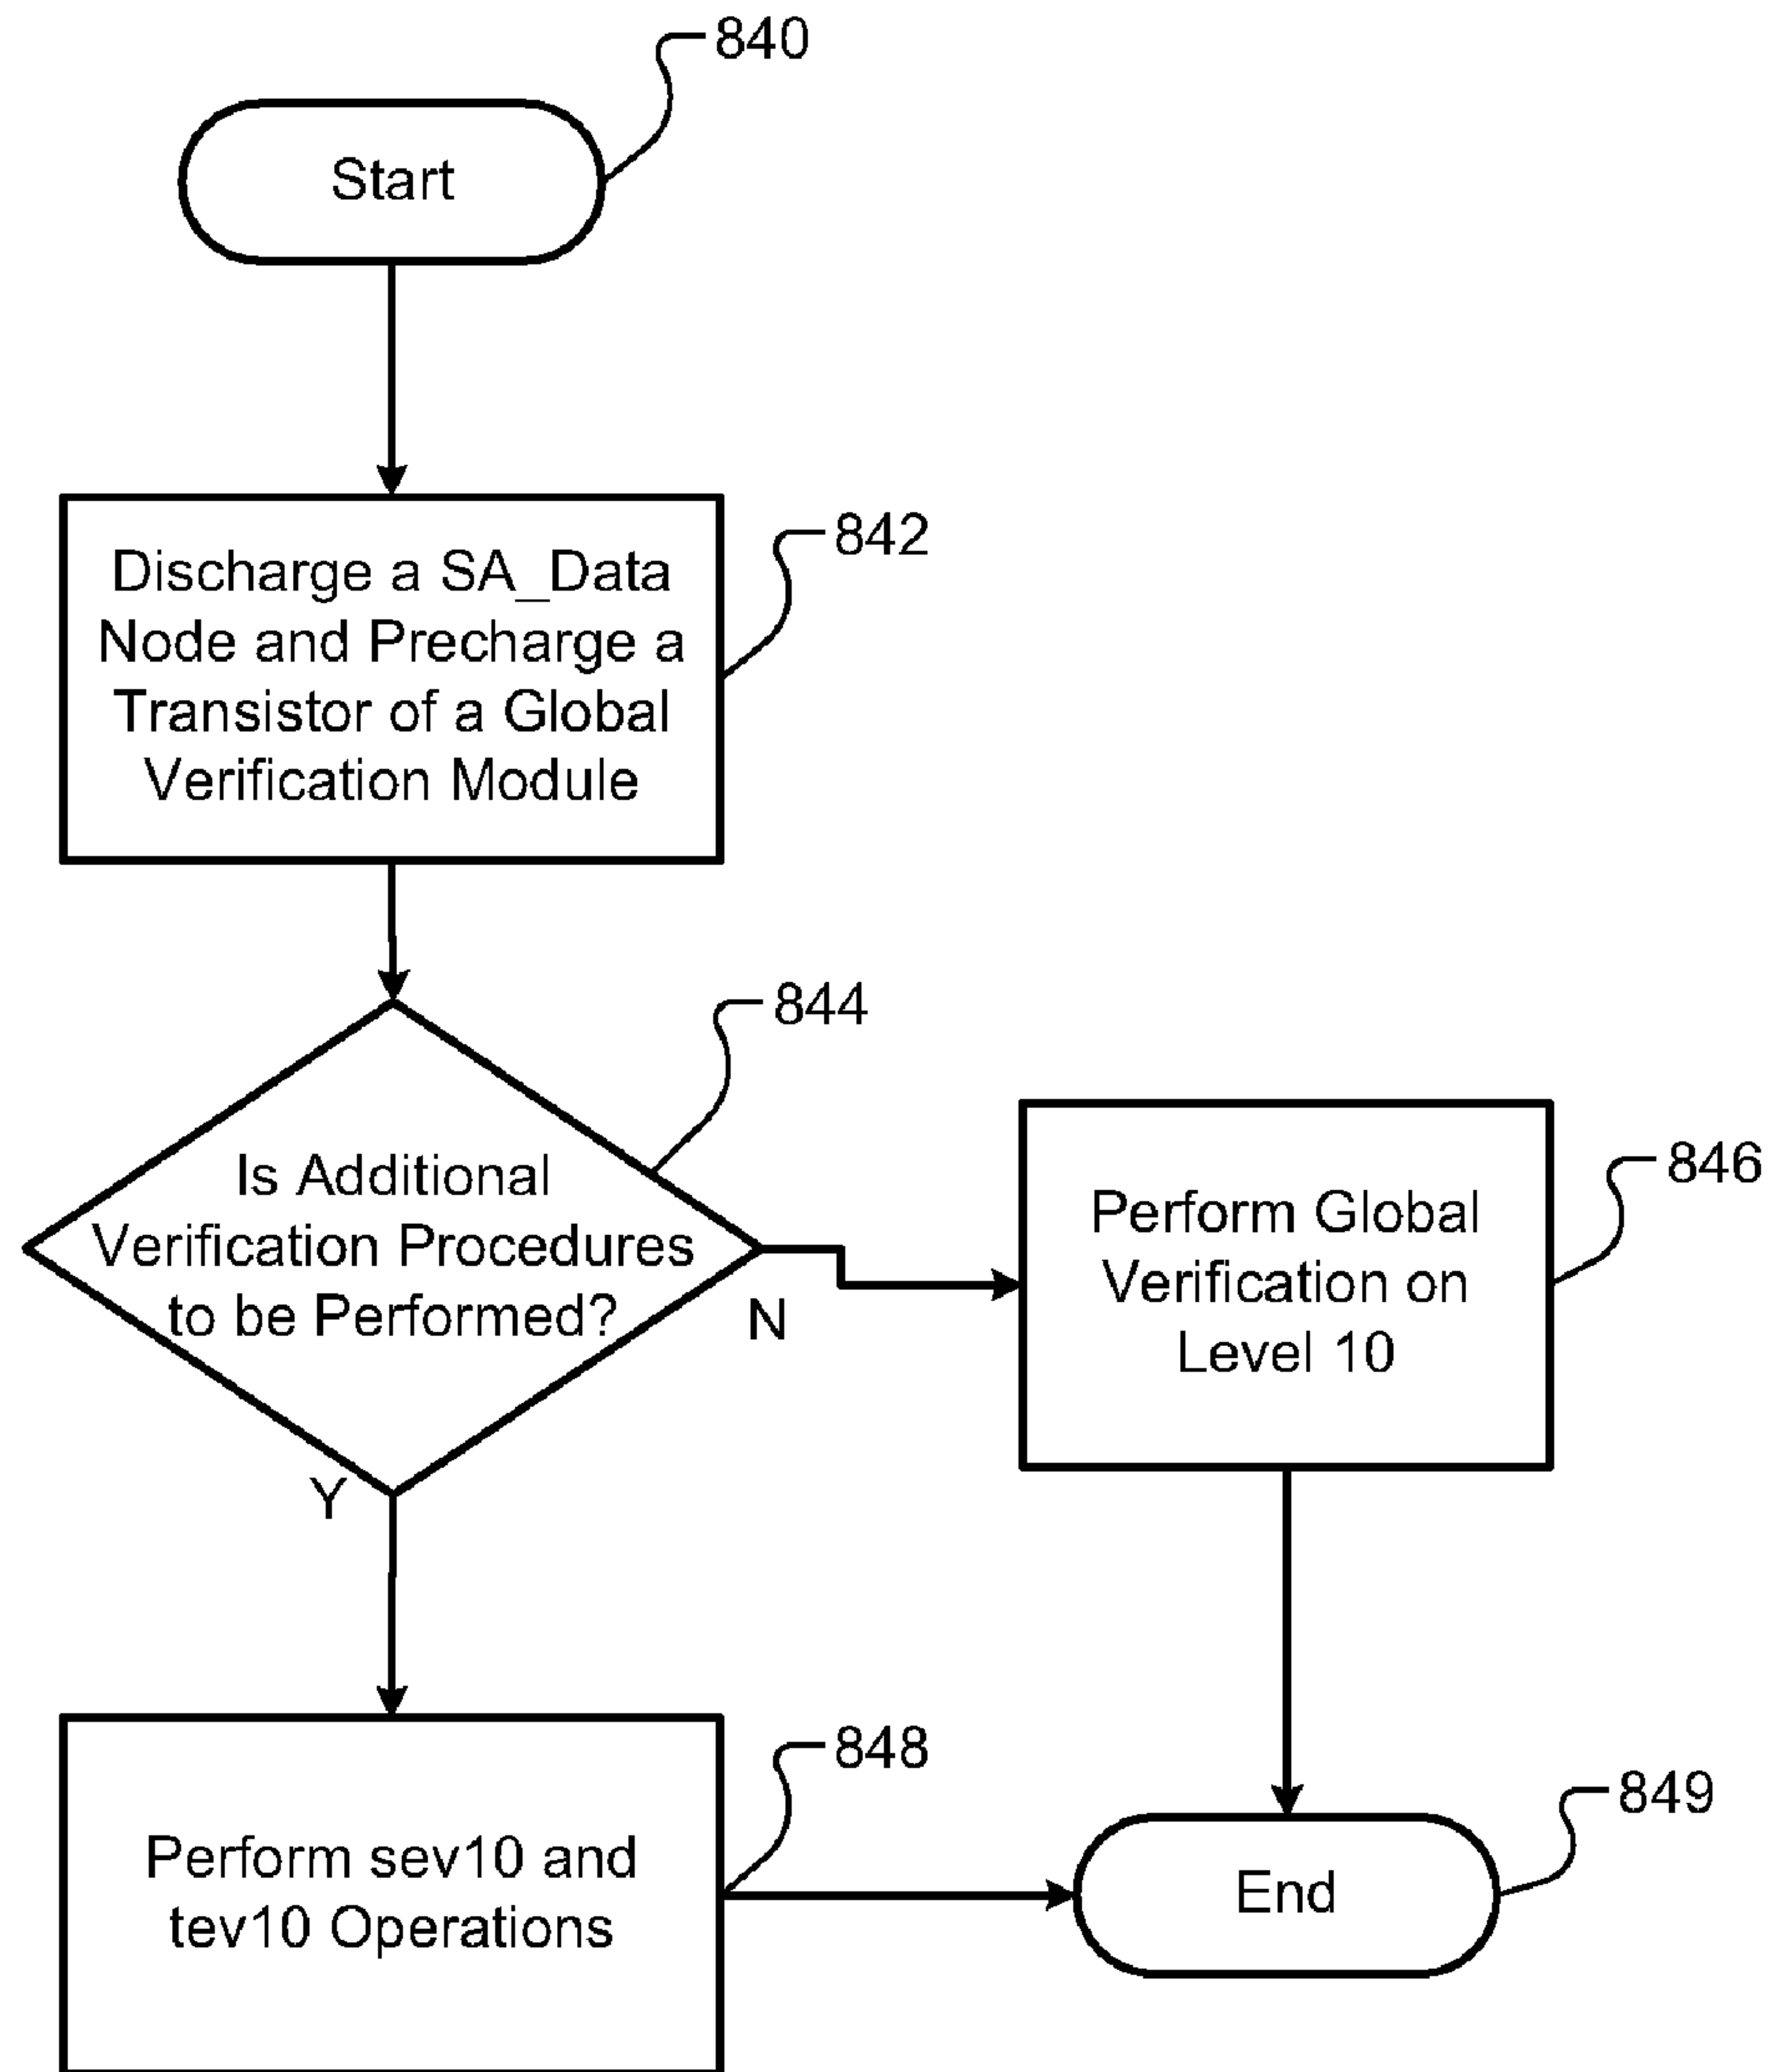 840
Start
842
Discharge a SA_Data
Node and Precharge a
Transistor of a Global
Verification Module
844
Is Additional
Verification Procedures
to be Performed?
N
Y
846
Perform Global
Verification on
Level 10
848
Perform sev10 and
tev10 Operations
849
End